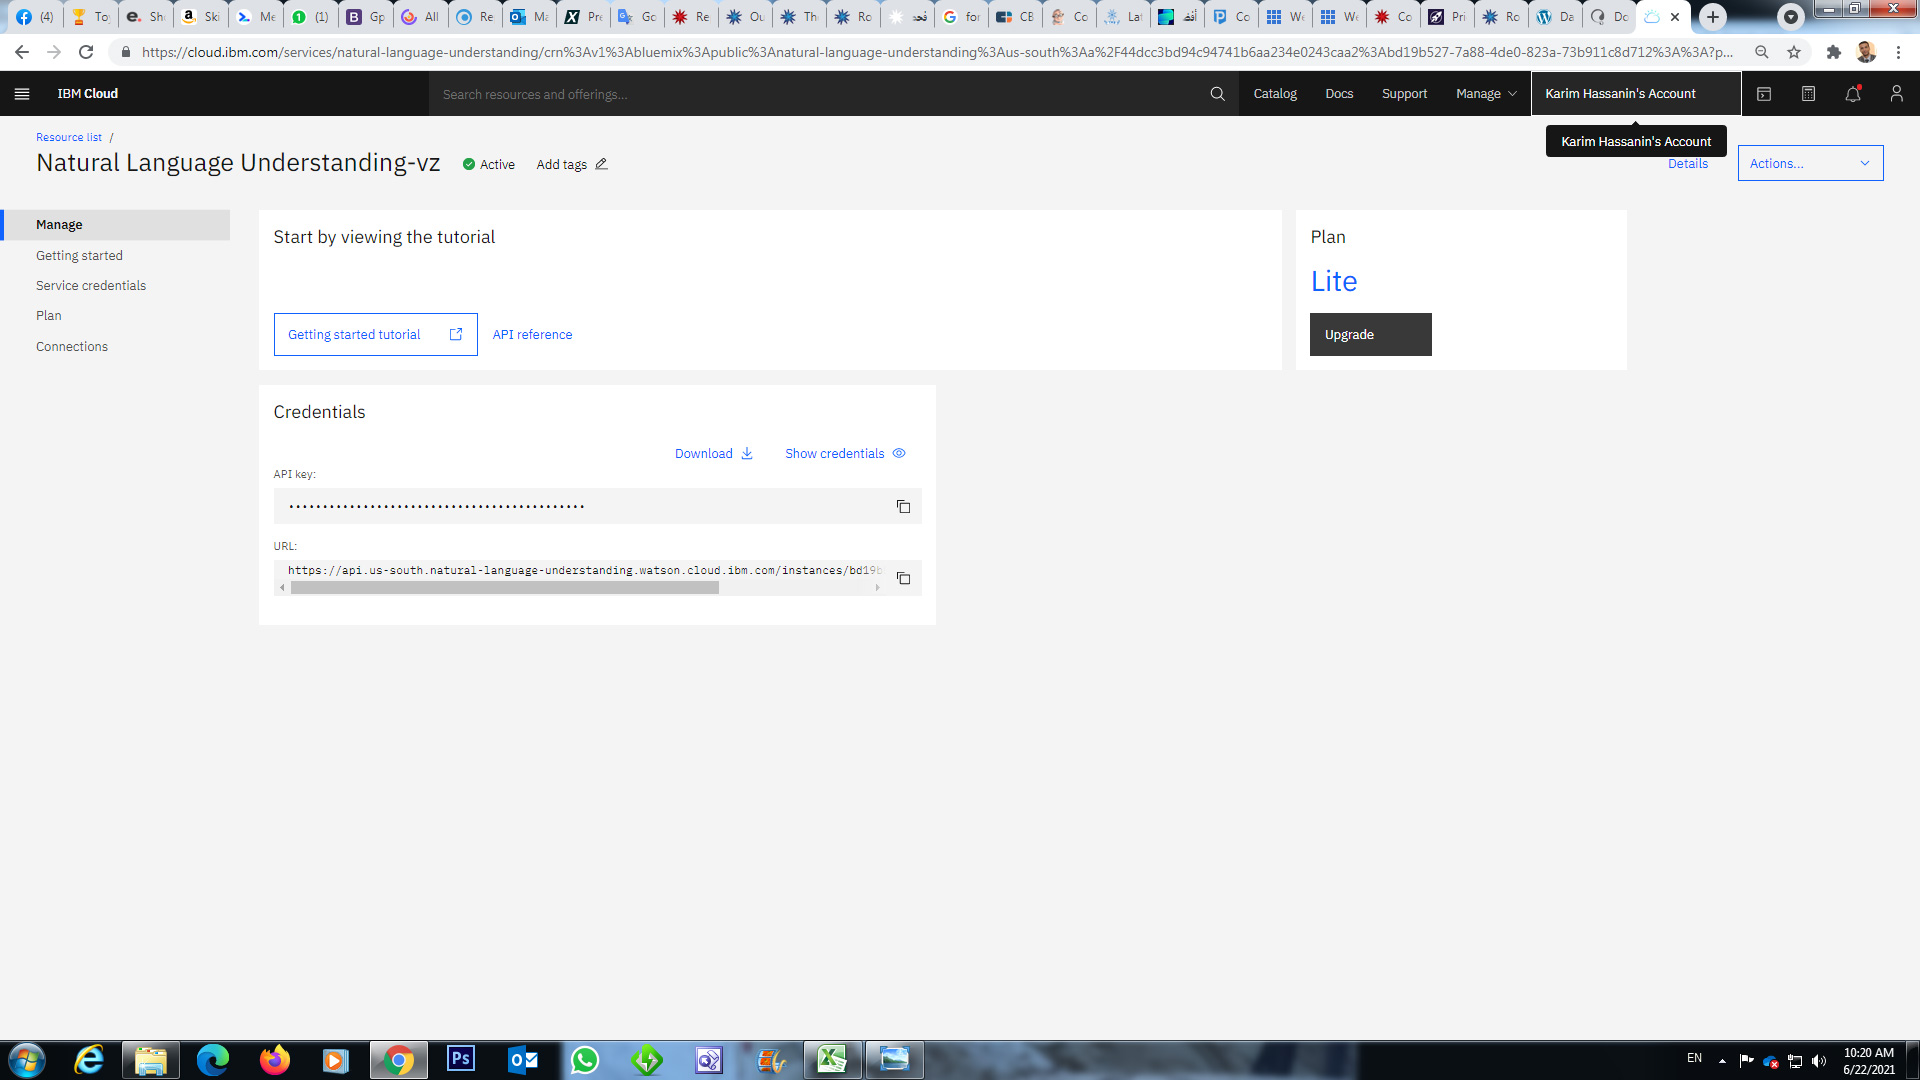 (4)
To
Sh
Ski
Me
(1)
Gp
All
Re
Ma
Pre
Go
Re
Ou
The
Ro
for
CB
Co
Lat
Co
We
We
Co
Pri
Ro
Da
Do
https://cloud.ibm.com/services/natural-language-understanding/crn%3Av1%3Abluemix%3Apublic%3Anatural-language-understanding%3Aus-south%3Aa%2F44dcc3bd94c94741b6aa234e0243caa2%3Abd19b527-7a88-4de0-823a-73b911c8d712%3A%3A?p...
IBM Cloud
Search resources and offerings...
Catalog
Docs
Support
Manage
Karim Hassanin's Account
Resource list /
Karim Hassanin's Account
Natural Language Understanding-vz
Active
Add tags
Details
Actions...
Manage
Getting started
Service credentials
Plan
Connections
Start by viewing the tutorial
Getting started tutorial
API reference
Plan
Lite
Upgrade
Credentials
Download
Show credentials
API key:
URL:
https://api.us-south.natural-language-understanding.watson.cloud.ibm.com/instances/bd19b
EN
10:20 AM
6/22/2021